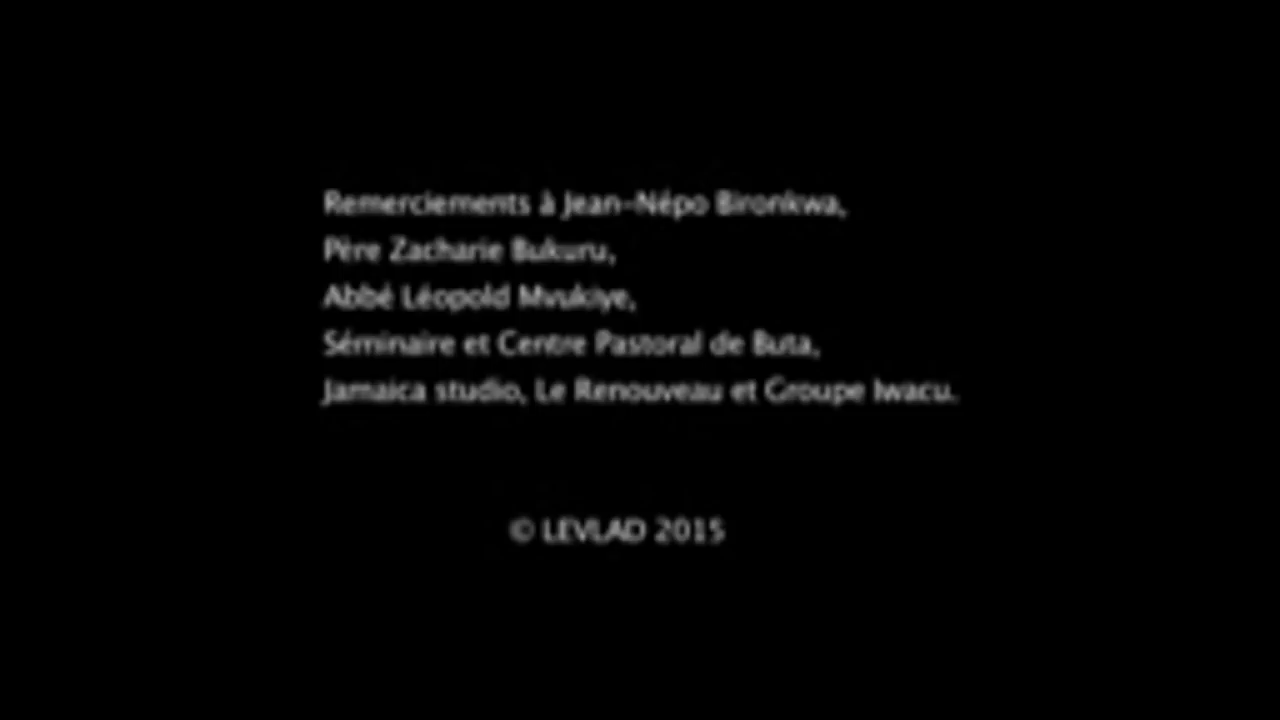 Remerciements à Jean-Népo Bironkwa,
Père Zacharie Bukuru,
Abbé Léopold Mvukiye,
Séminaire et Centre Pastoral de Buta,
Jamaica studio, Le Renouveau et Groupe Iwacu.
© LEVLAD 2015